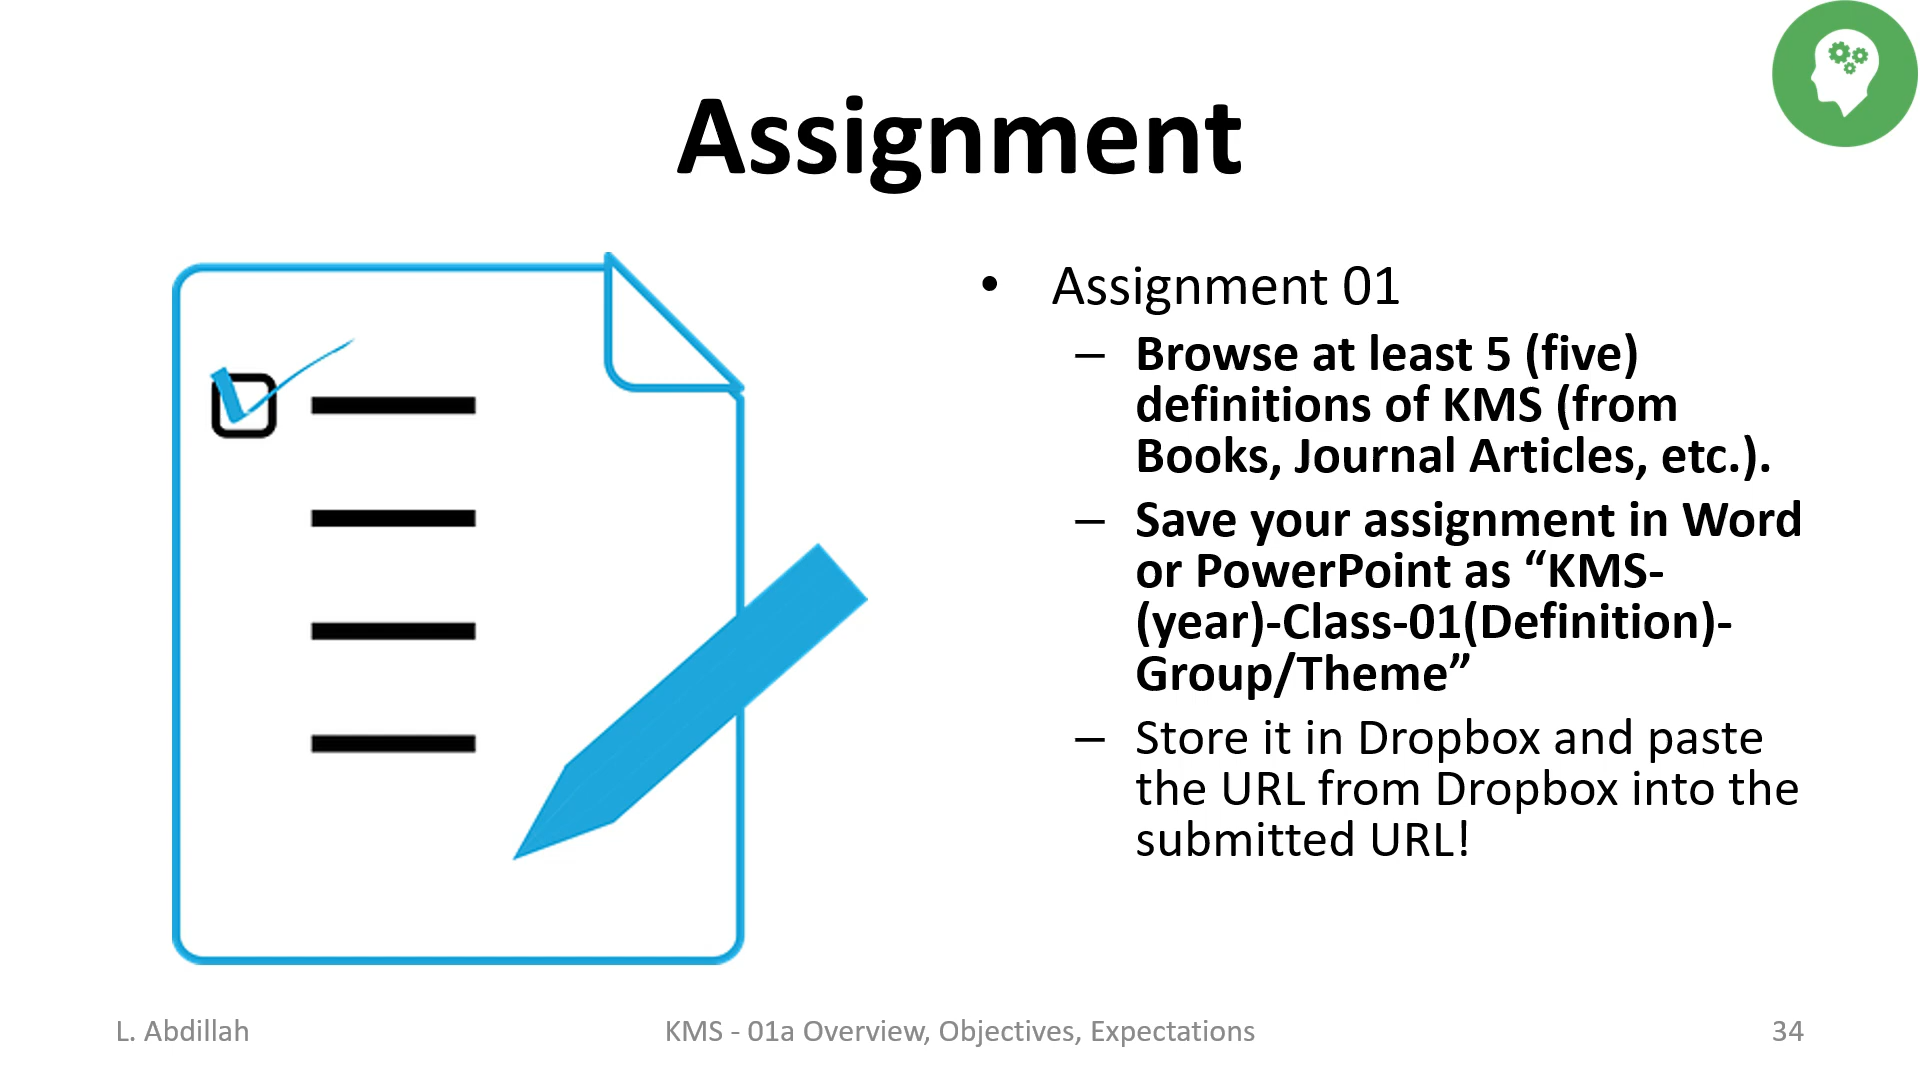 Assignment
• Assignment 01
– Browse at least 5 (five)
definitions of KMS (from
Books, Journal Articles, etc.).
– Save your assignment in Word
or PowerPoint as “KMS-
(year)-Class-01(Definition)-
Group/Theme”
– Store it in Dropbox and paste
the URL from Dropbox into the
submitted URL!
L. Abdillah
KMS - 01a Overview, Objectives, Expectations
34